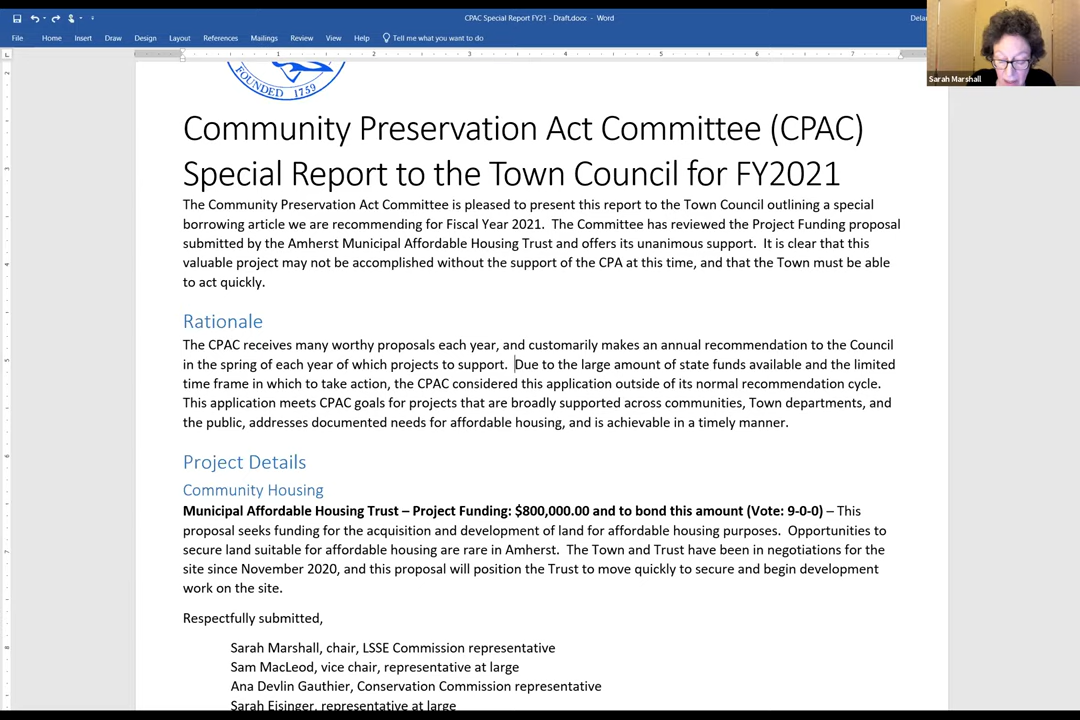 CPAC Special Report FY21 - Draft.docx - Word
File Home Insert Draw Design Layout References Mailings Review View Help Tell me what you want to do
1 2 3 4 5 6 7
FOUNDED 1759
Community Preservation Act Committee (CPAC)
Special Report to the Town Council for FY2021
The Community Preservation Act Committee is pleased to present this report to the Town Council outlining a special
borrowing article we are recommending for Fiscal Year 2021. The Committee has reviewed the Project Funding proposal
submitted by the Amherst Municipal Affordable Housing Trust and offers its unanimous support. It is clear that this
valuable project may not be accomplished without the support of the CPA at this time, and that the Town must be able
to act quickly.
Rationale
The CPAC receives many worthy proposals each year, and customarily makes an annual recommendation to the Council
in the spring of each year of which projects to support. Due to the large amount of state funds available and the limited
time frame in which to take action, the CPAC considered this application outside of its normal recommendation cycle.
This application meets CPAC goals for projects that are broadly supported across communities, Town departments, and
the public, addresses documented needs for affordable housing, and is achievable in a timely manner.
Project Details
Community Housing
Municipal Affordable Housing Trust – Project Funding: $800,000.00 and to bond this amount (Vote: 9-0-0) – This
proposal seeks funding for the acquisition and development of land for affordable housing purposes. Opportunities to
secure land suitable for affordable housing are rare in Amherst. The Town and Trust have been in negotiations for the
site since November 2020, and this proposal will position the Trust to move quickly to secure and begin development
work on the site.
Respectfully submitted,
Sarah Marshall, chair, LSSE Commission representative
Sam MacLeod, vice chair, representative at large
Ana Devlin Gauthier, Conservation Commission representative
Sarah Eisinger, representative at large
Sarah Marshall